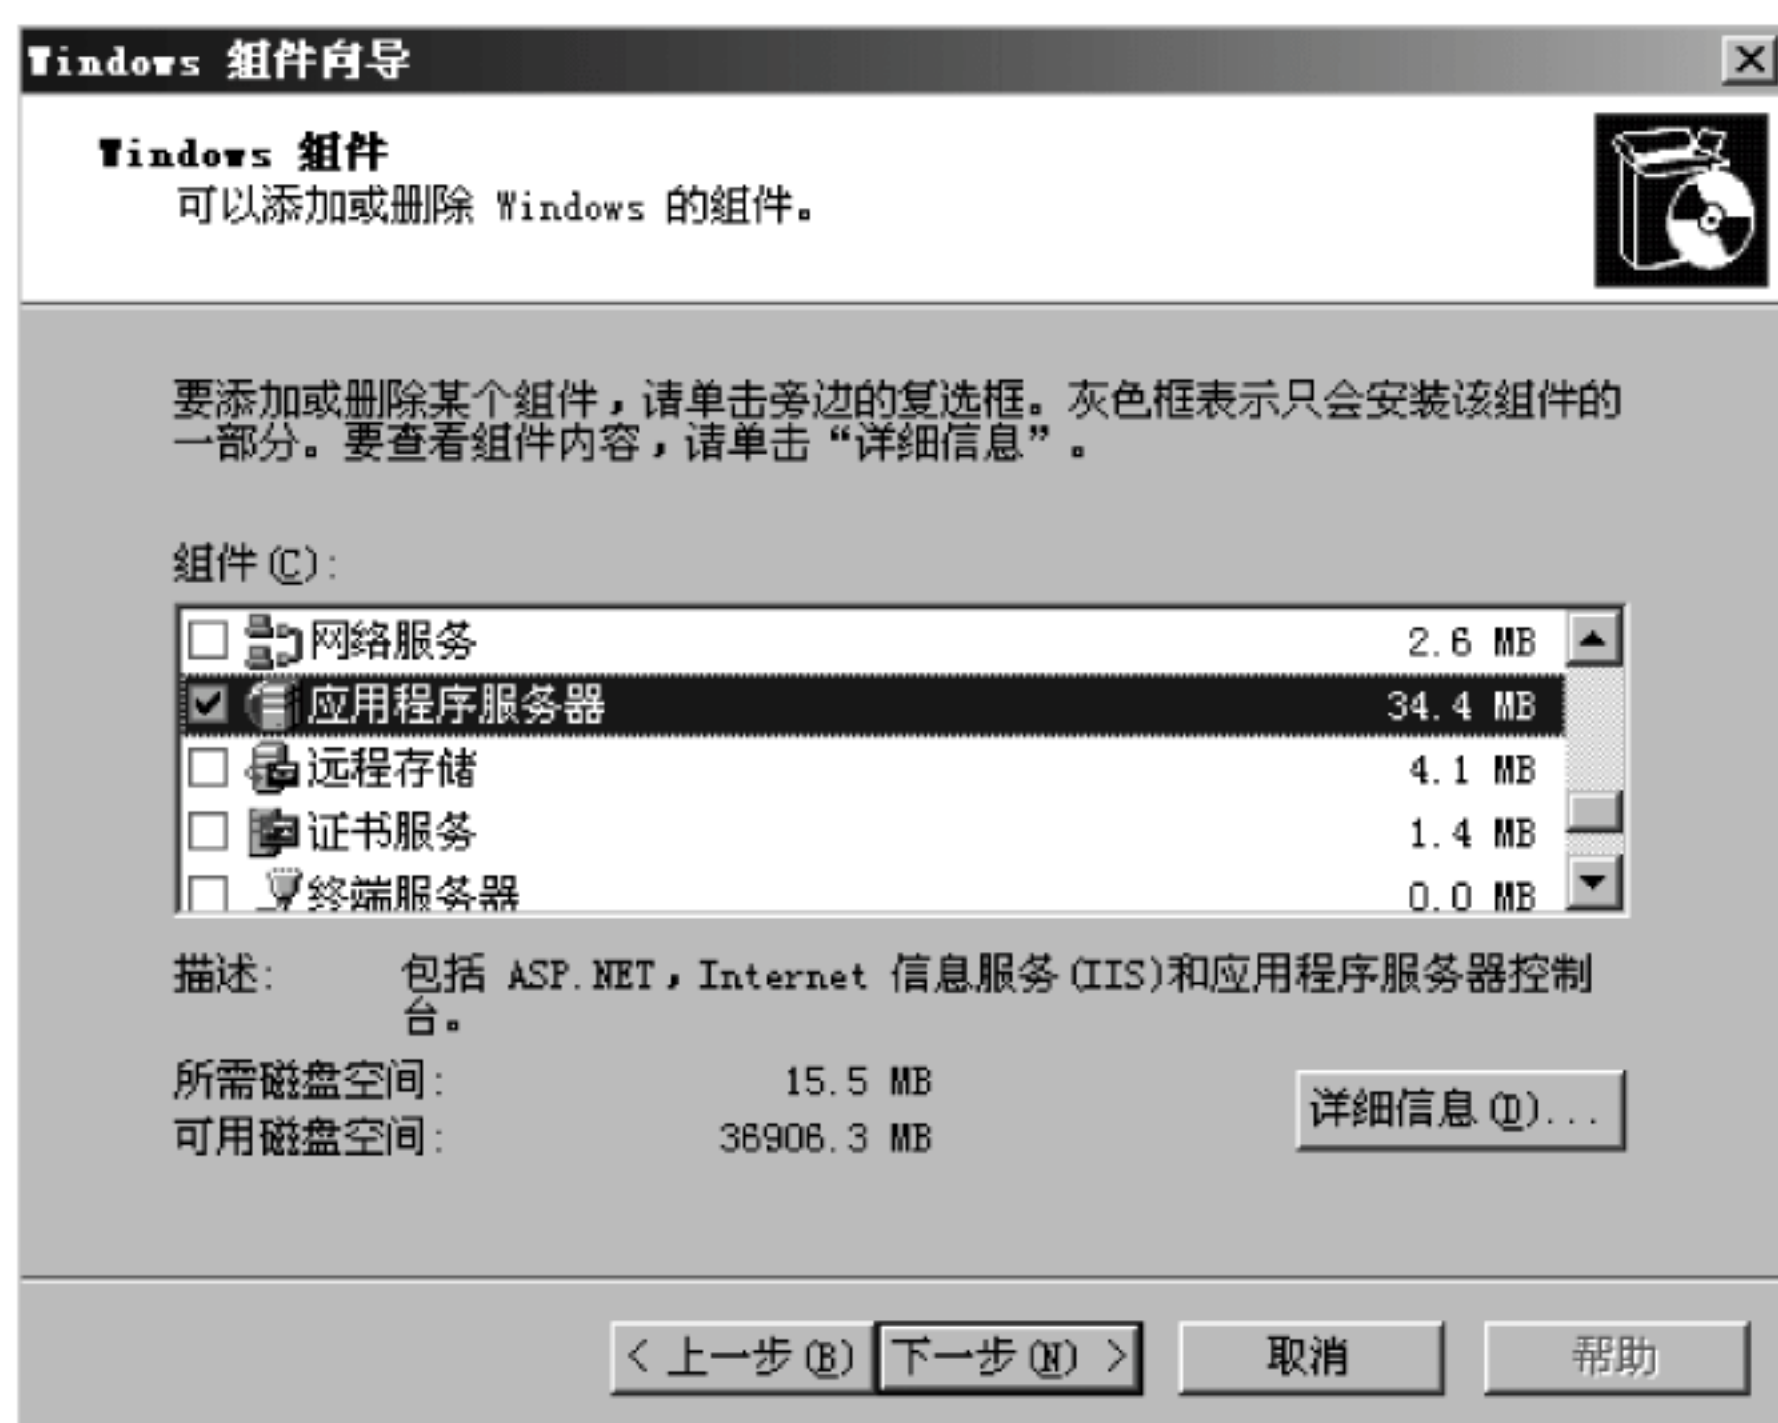 Windows 组件向导
Windows 组件
可以添加或删除 Windows 的组件。
要添加或删除某个组件，请单击旁边的复选框。灰色框表示只会安装该组件的
一部分。要查看组件内容，请单击“详细信息”。
组件(C):
网络服务 2.6 MB
应用程序服务器 34.4 MB
远程存储 4.1 MB
证书服务 1.4 MB
终端服务器 0.0 MB
描述: 包括 ASP.NET，Internet 信息服务(IIS)和应用程序服务器控制
台。
所需磁盘空间: 15.5 MB
可用磁盘空间: 36906.3 MB
详细信息(D)...
< 上一步(B) 下一步(N) > 取消 帮助